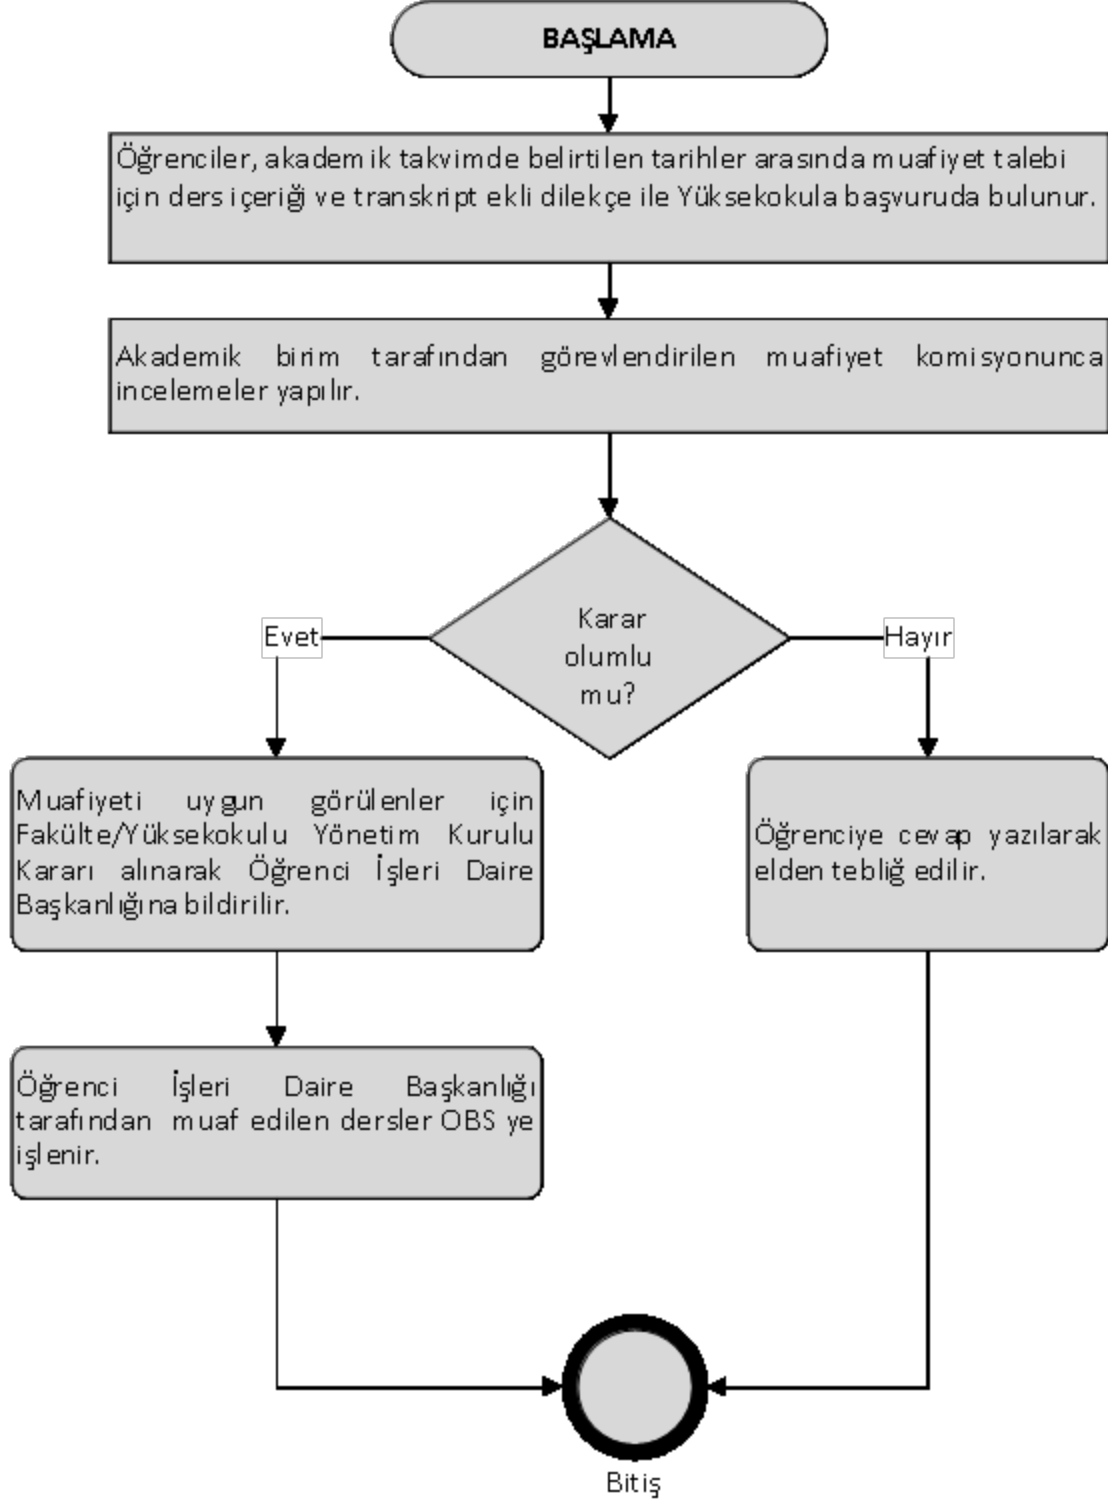 BAŞLAMA
Öğrenciler, akademik takvimde belirtilen tarihler arasında muafiyet talebi
için ders içeriği ve transkript ekli dilekçe ile Yüksekokula başvuruda bulunur.
Akademik birim tarafından görevlendirilen muafiyet komisyonunca
incelemeler yapılır.
Karar
olumlu
mu?
Evet
Hayır
Muafiyeti uygun görülenler için
Fakülte/Yüksekokulu Yönetim Kurulu
Kararı alınarak Öğrenci İşleri Daire
Başkanlığına bildirilir.
Öğrenciye cevap yazılarak
elden tebliğ edilir.
Öğrenci İşleri Daire Başkanlığı
tarafından muaf edilen dersler OBS ye
işlenir.
Bitiş